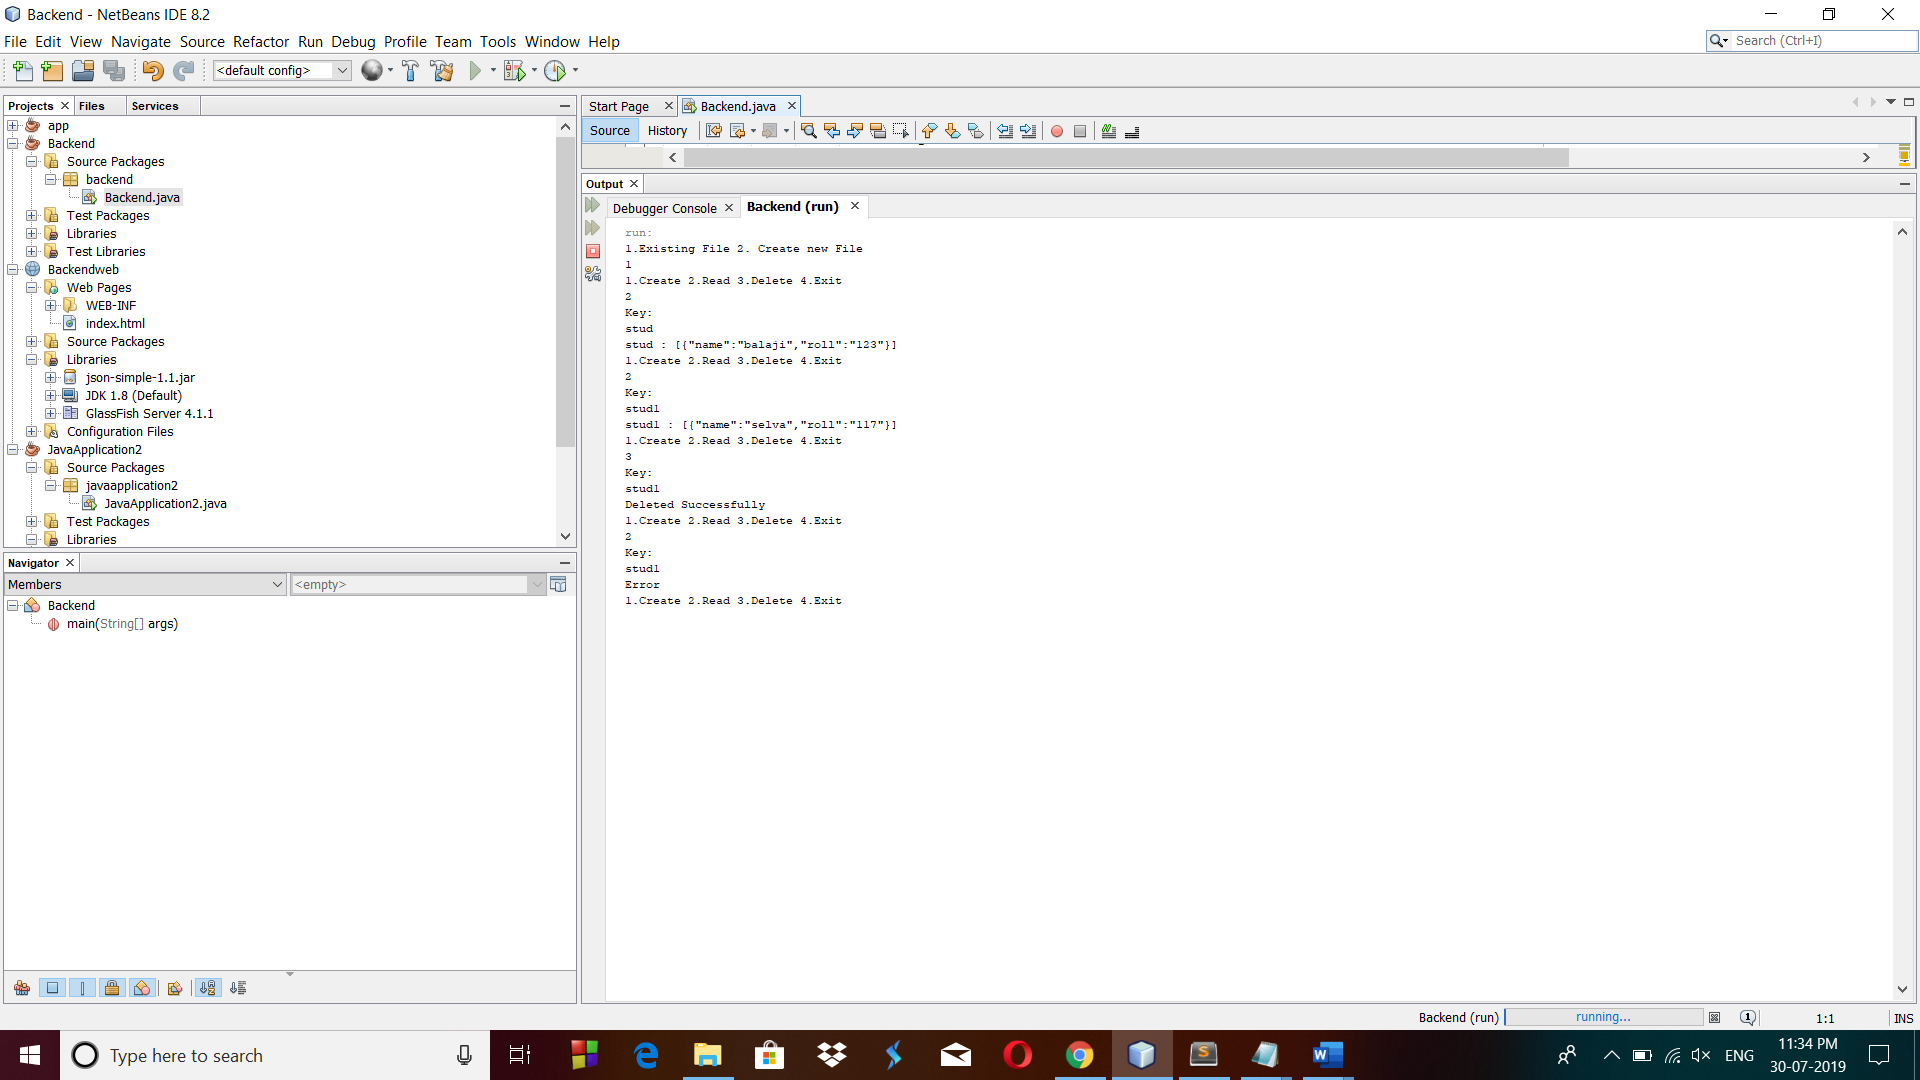 Backend - NetBeans IDE 8.2
File Edit View Navigate Source Refactor Run Debug Profile Team Tools Window Help
Search (Ctrl+I)
<default config>
Projects Files Services
app
Backend
Source Packages
backend
Backend.java
Test Packages
Libraries
Test Libraries
Backendweb
Web Pages
WEB-INF
index.html
Source Packages
Libraries
json-simple-1.1.jar
JDK 1.8 (Default)
GlassFish Server 4.1.1
Configuration Files
JavaApplication2
Source Packages
javaapplication2
JavaApplication2.java
Test Packages
Libraries
Navigator
Members <empty>
Backend
main(String[] args)
Start Page Backend.java
Source History
Output
Debugger Console Backend (run)
run:
1.Existing File 2. Create new File
1
1.Create 2.Read 3.Delete 4.Exit
2
Key:
stud
stud : [{"name":"balaji","roll":"123"}]
1.Create 2.Read 3.Delete 4.Exit
2
Key:
stud1
stud1 : [{"name":"selva","roll":"117"}]
1.Create 2.Read 3.Delete 4.Exit
3
Key:
stud1
Deleted Successfully
1.Create 2.Read 3.Delete 4.Exit
2
Key:
stud1
Error
1.Create 2.Read 3.Delete 4.Exit
Backend (run) running... 1 1:1 INS
Type here to search
ENG
11:34 PM
30-07-2019